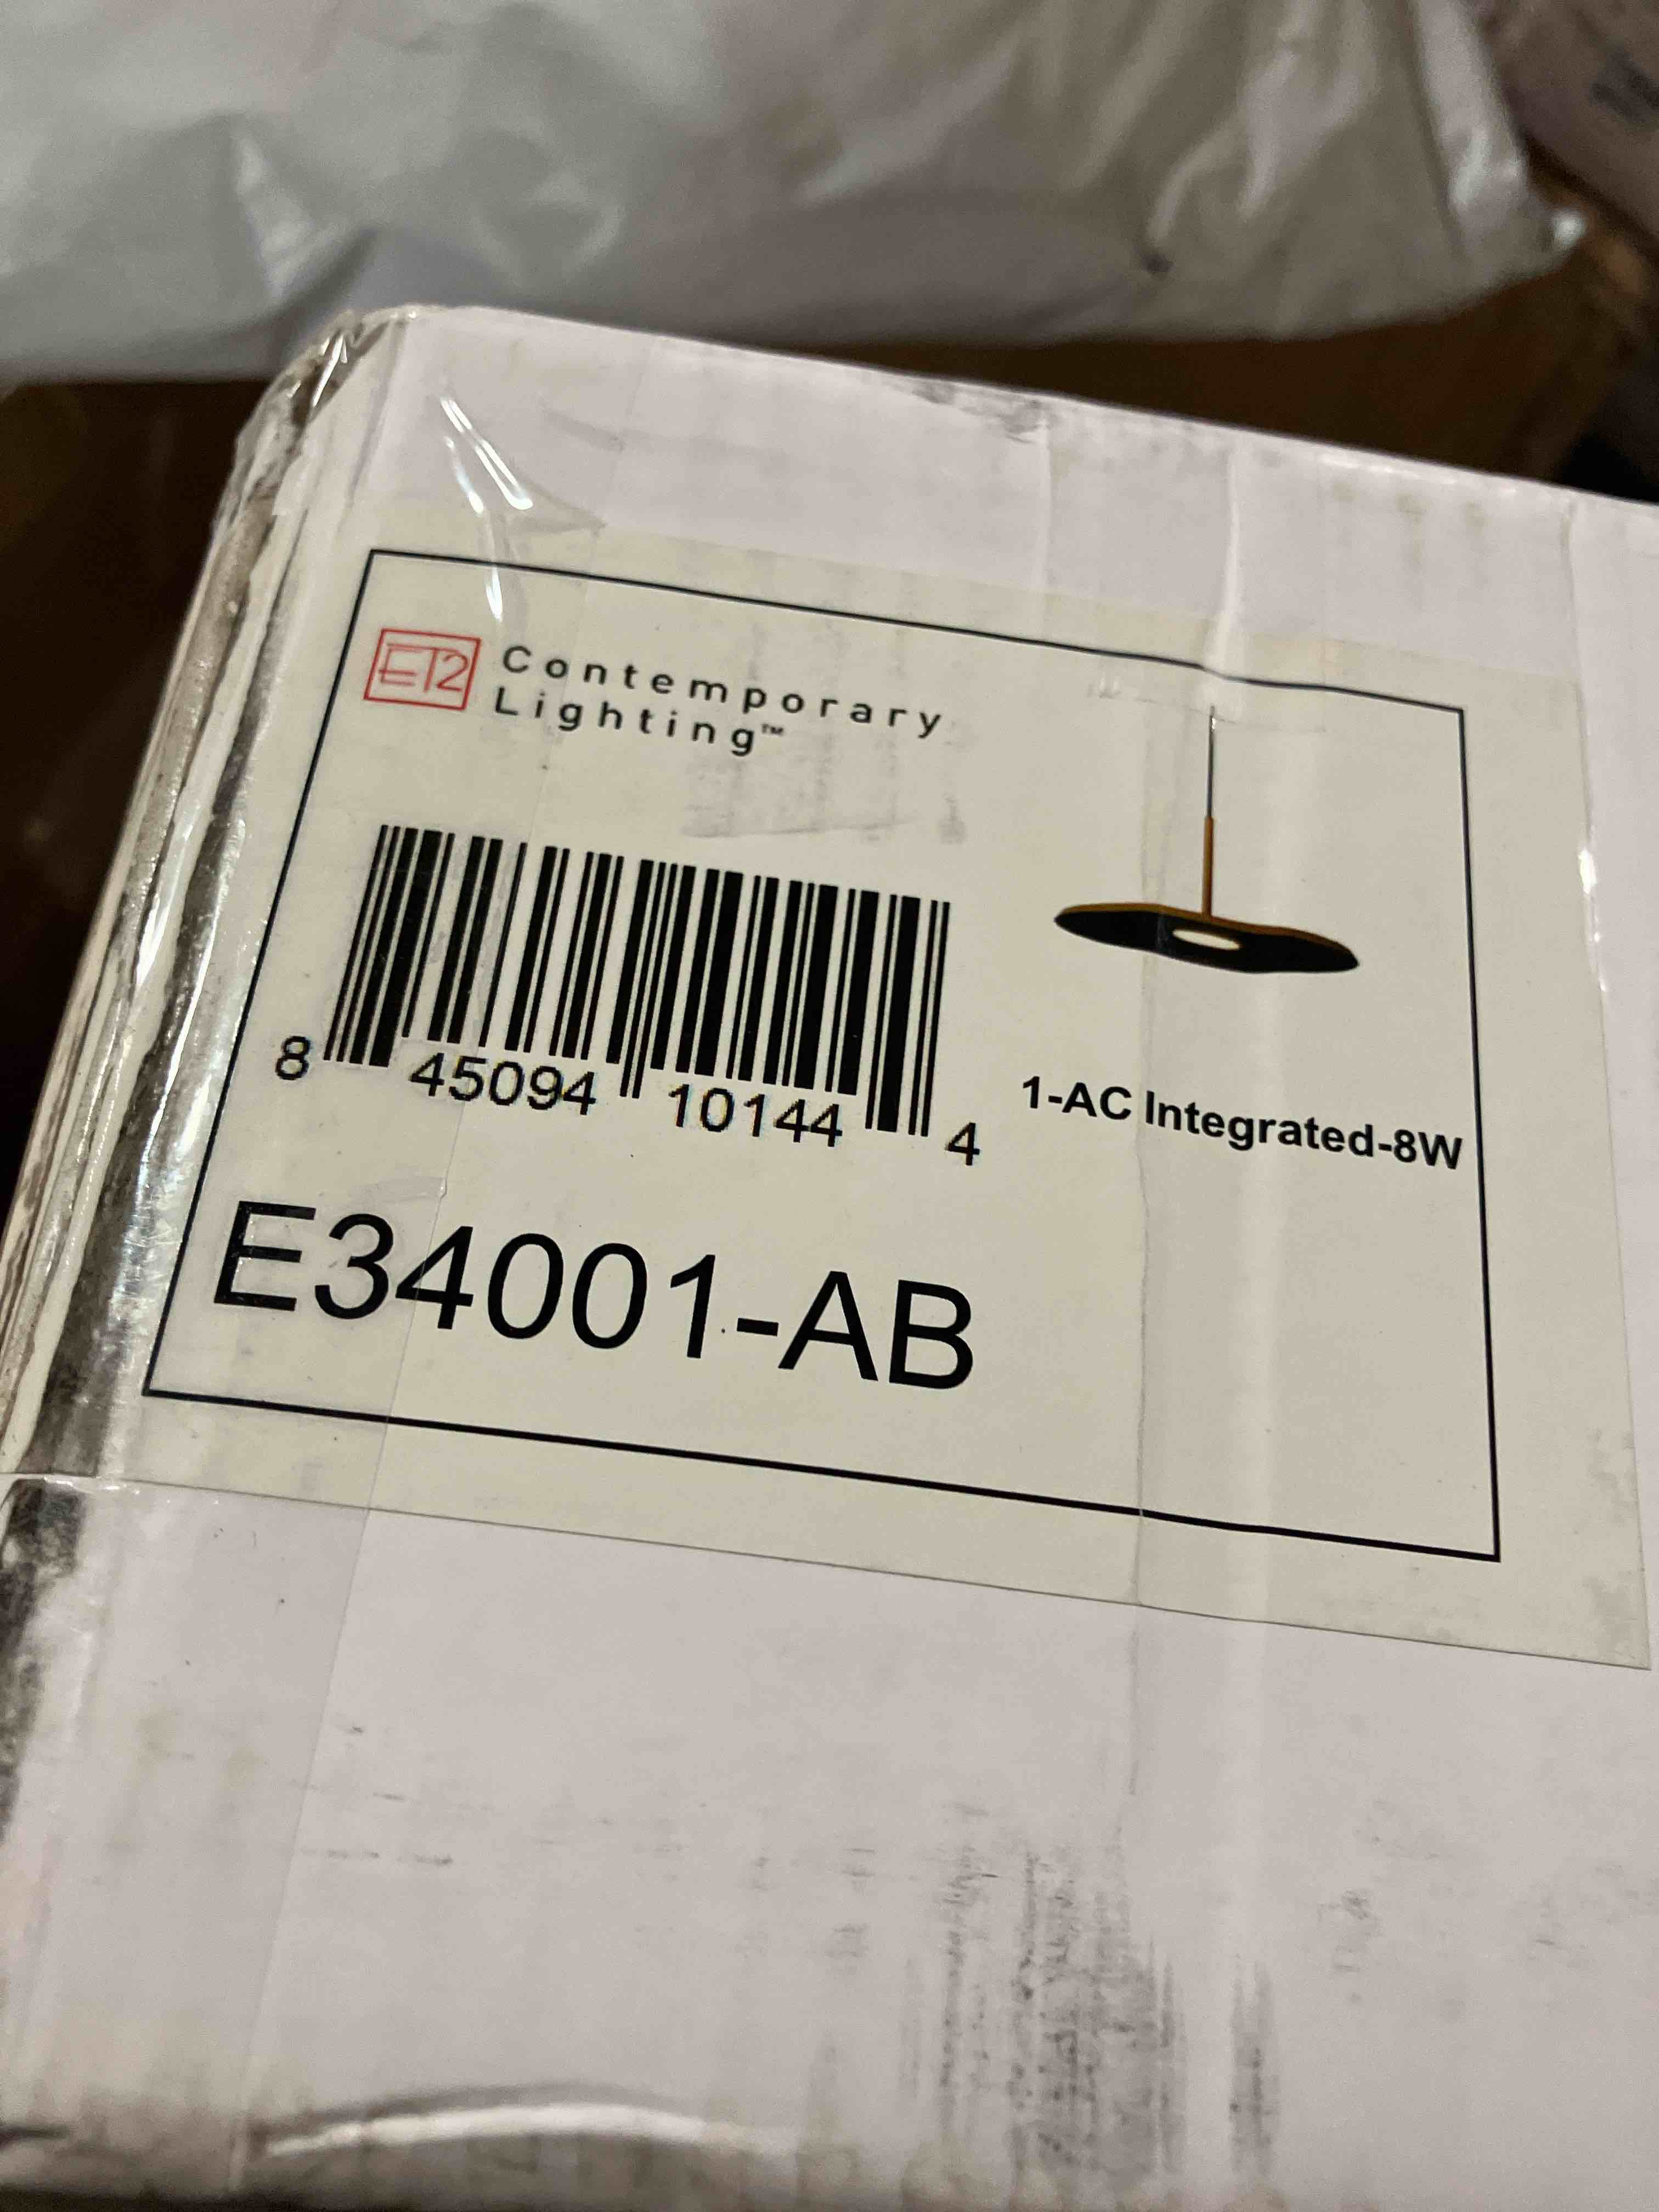 ET2
Contemporary
Lighting™
8 45094 10144 4
1-AC Integrated-8W
E34001-AB